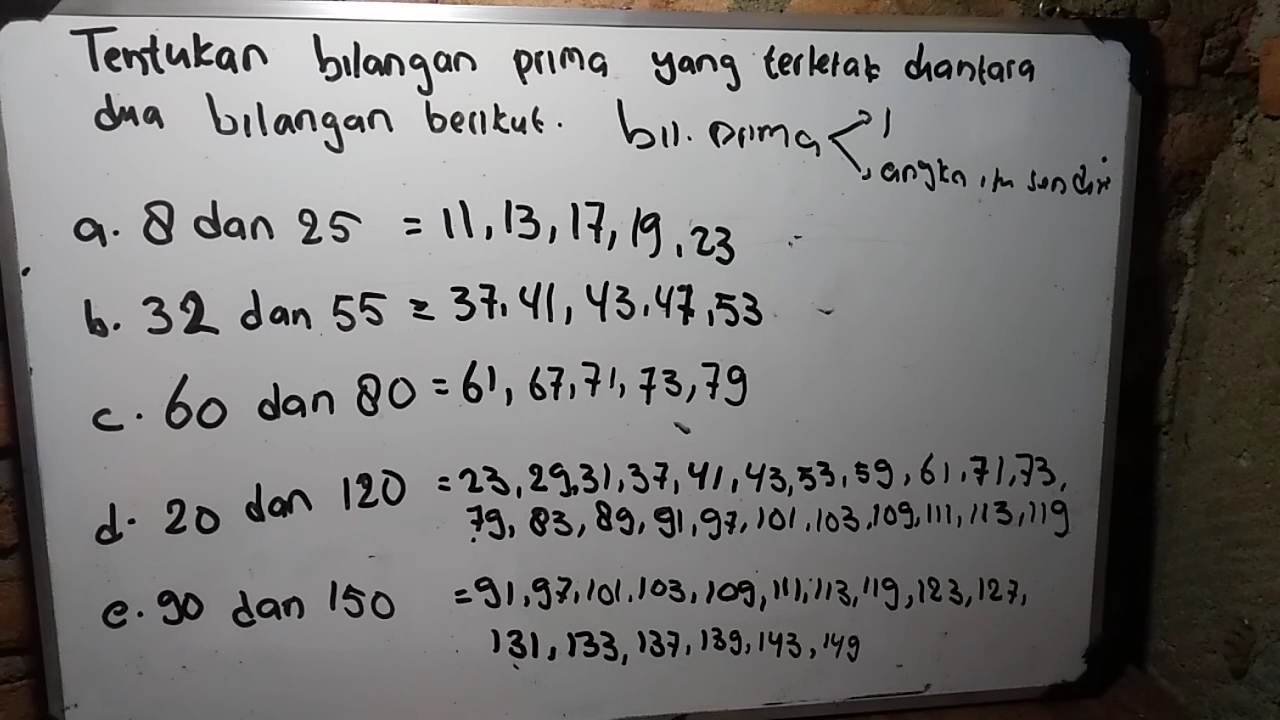 Tentukan bilangan prima yang terletak diantara
dua bilangan berikut. bil. prima 1
angka itu sendiri
a. 8 dan 25 = 11, 13, 17, 19, 23
b. 32 dan 55 = 37, 41, 43, 47, 53
c. 60 dan 80 = 61, 67, 71, 73, 79
d. 20 dan 120 = 23, 29, 31, 37, 41, 43, 53, 59, 61, 71, 73,
79, 83, 89, 91, 97, 101, 103, 109, 111, 113, 119
e. 90 dan 150 = 91, 97, 101, 103, 109, 111, 113, 119, 123, 127,
131, 133, 137, 139, 143, 149